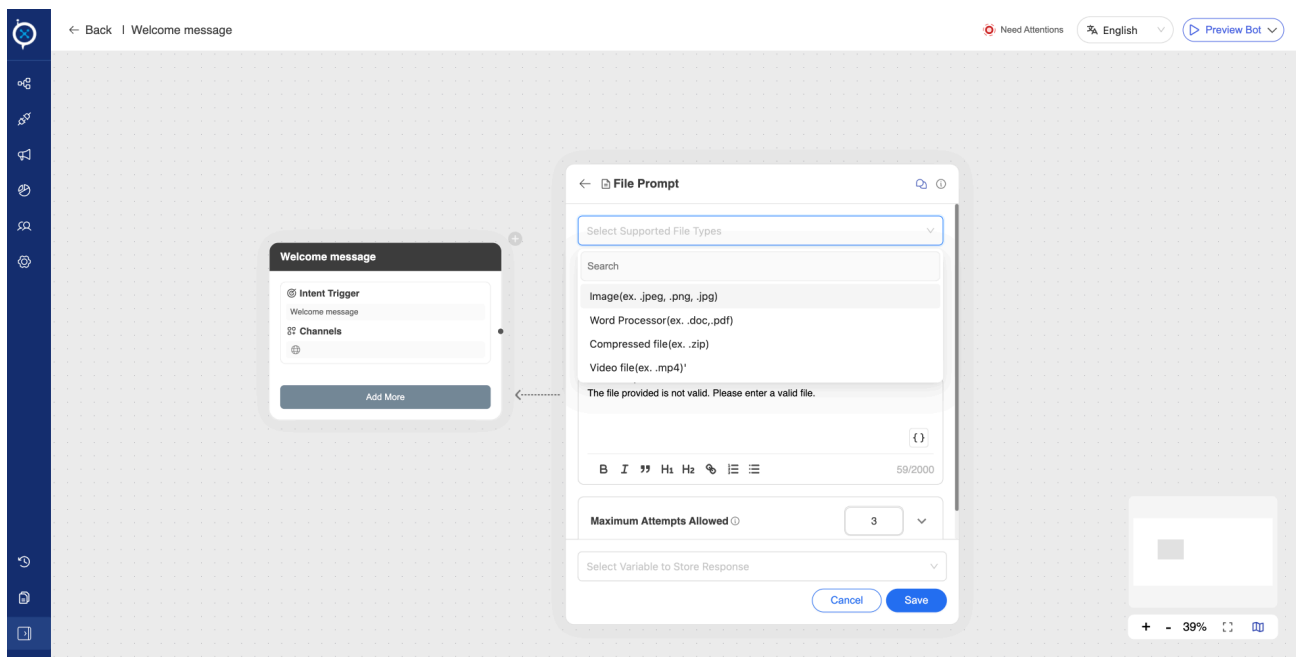 ← Back | Welcome message
Need Attentions
English
Preview Bot
Welcome message
Intent Trigger
Welcome message
Channels
Add More
File Prompt
Select Supported File Types
Search
Image(ex. .jpeg, .png, .jpg)
Word Processor(ex. .doc,.pdf)
Compressed file(ex. .zip)
Video file(ex. .mp4)'
The file provided is not valid. Please enter a valid file.
{}
B I " H1 H2
59/2000
Maximum Attempts Allowed
3
Select Variable to Store Response
Cancel
Save
+ - 39%